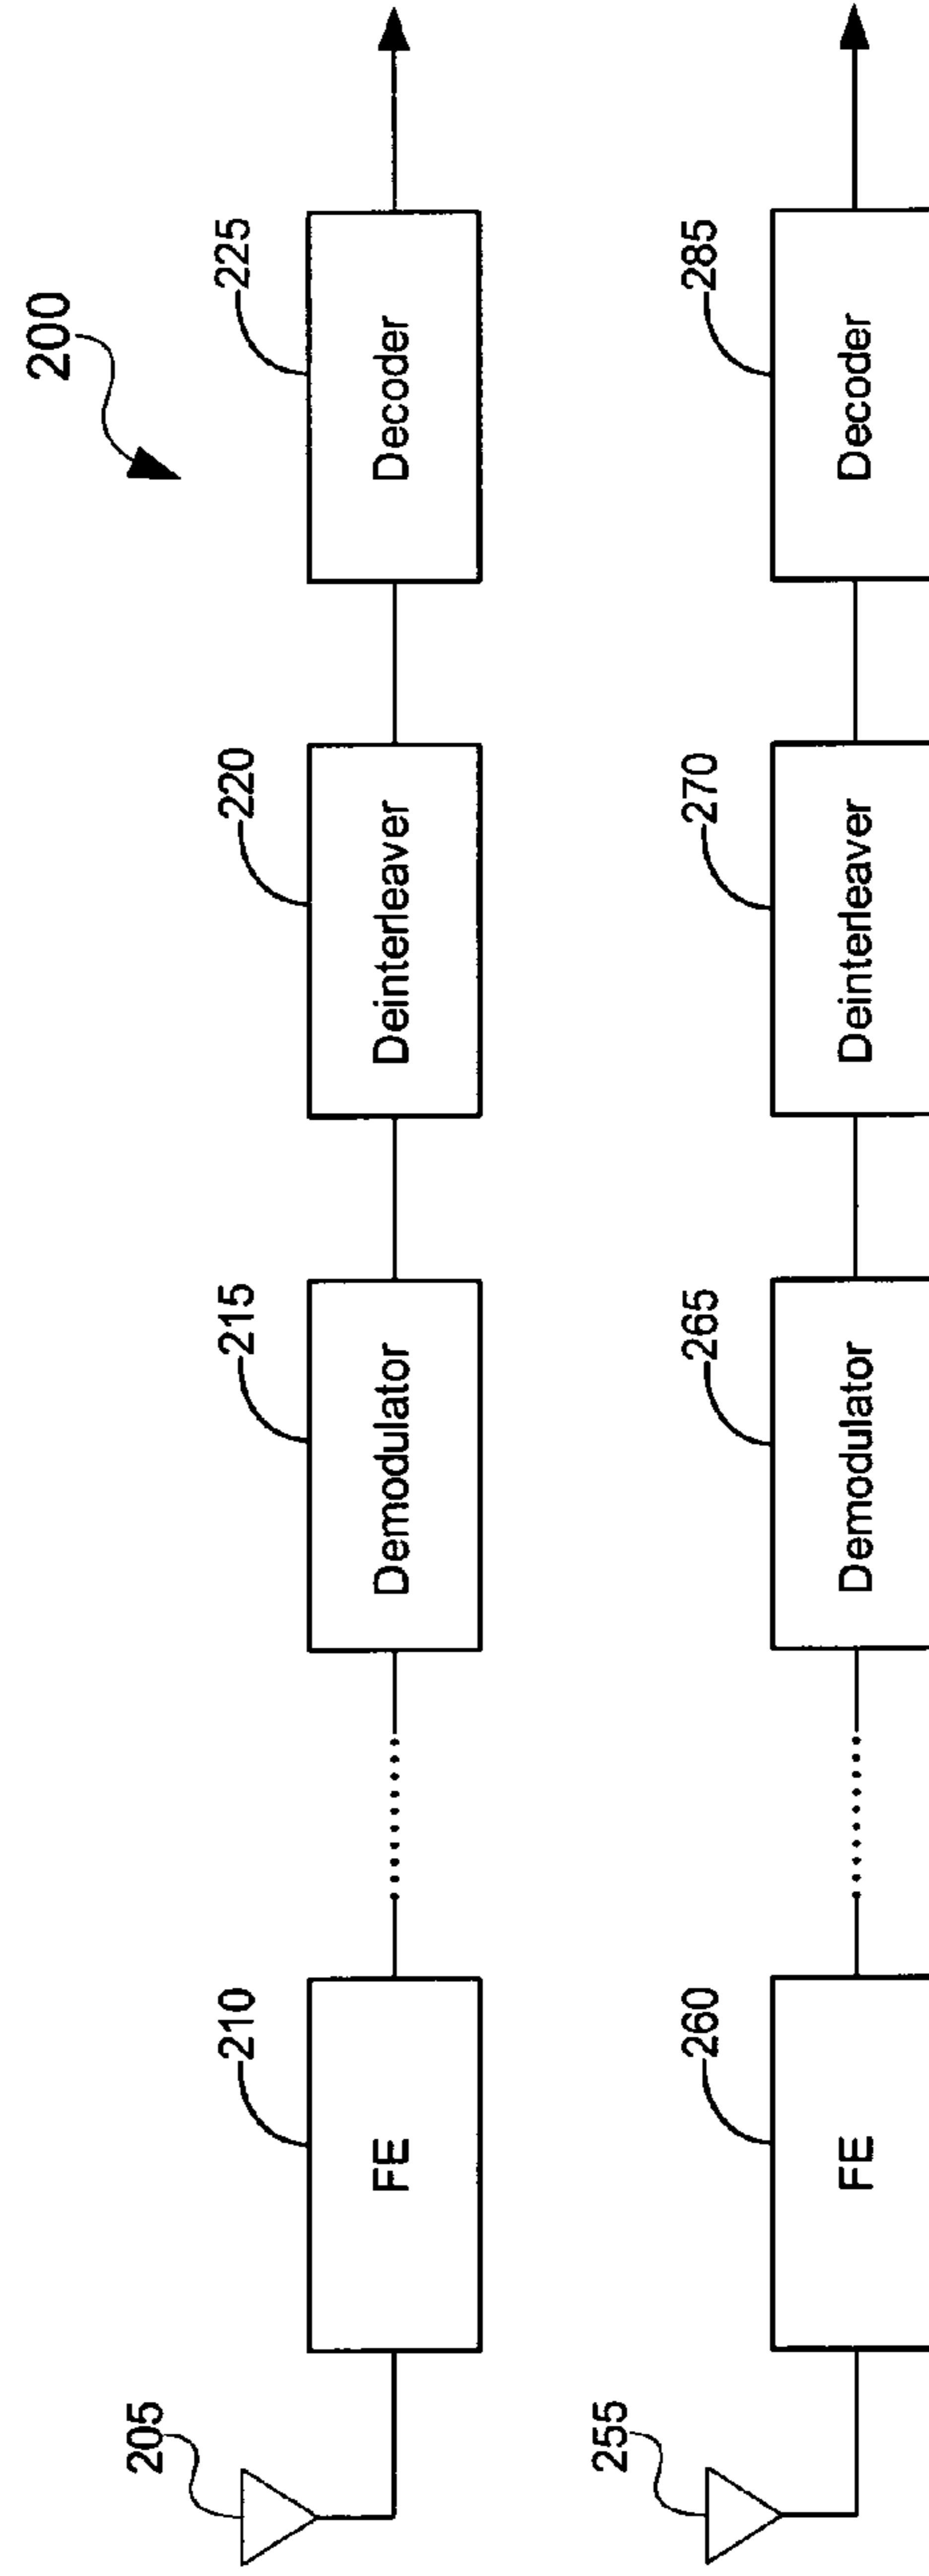 200
205
210
215
220
225
FE
Demodulator
Deinterleaver
Decoder
255
260
265
270
285
FE
Demodulator
Deinterleaver
Decoder